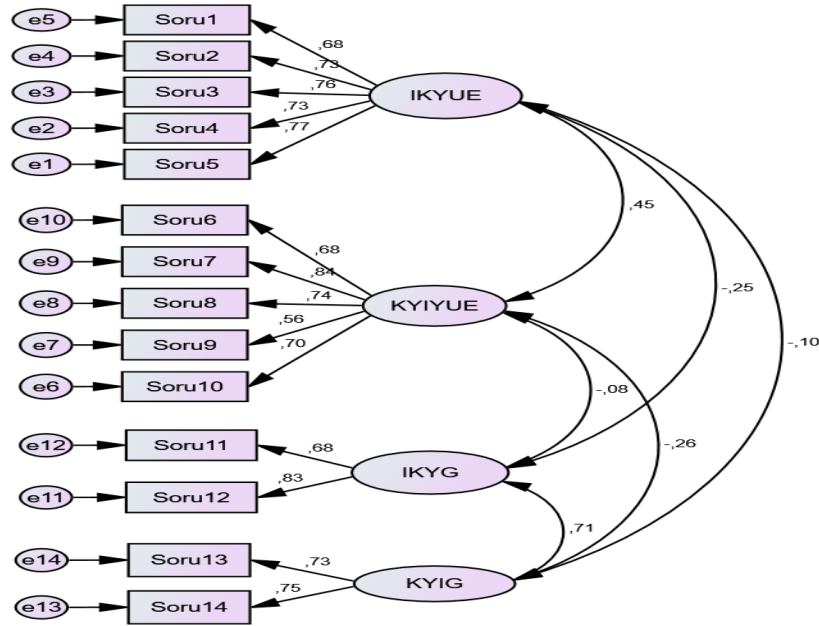 e5 Soru1
,68
e4 Soru2
,73
e3 Soru3
,76
IKYUE
e2 Soru4
,73
e1 Soru5
,77
,45
e10 Soru6
,68
e9 Soru7
,84
e8 Soru8
,74
KYIYUE
e7 Soru9
,56
e6 Soru10
,70
-,25
-,10
-,08
-,26
e12 Soru11
,68
IKYG
e11 Soru12
,83
,71
e14 Soru13
,73
KYIG
e13 Soru14
,75